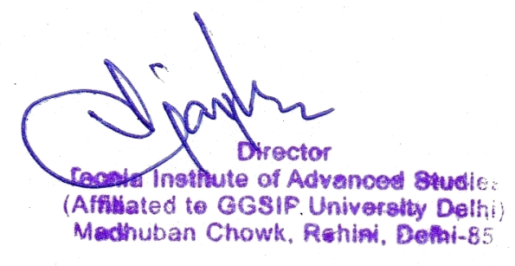 Director
Tecnia Institute of Advanced Studies
(Affiliated to GGSIP University Delhi)
Madhuban Chowk, Rohini, Delhi-85